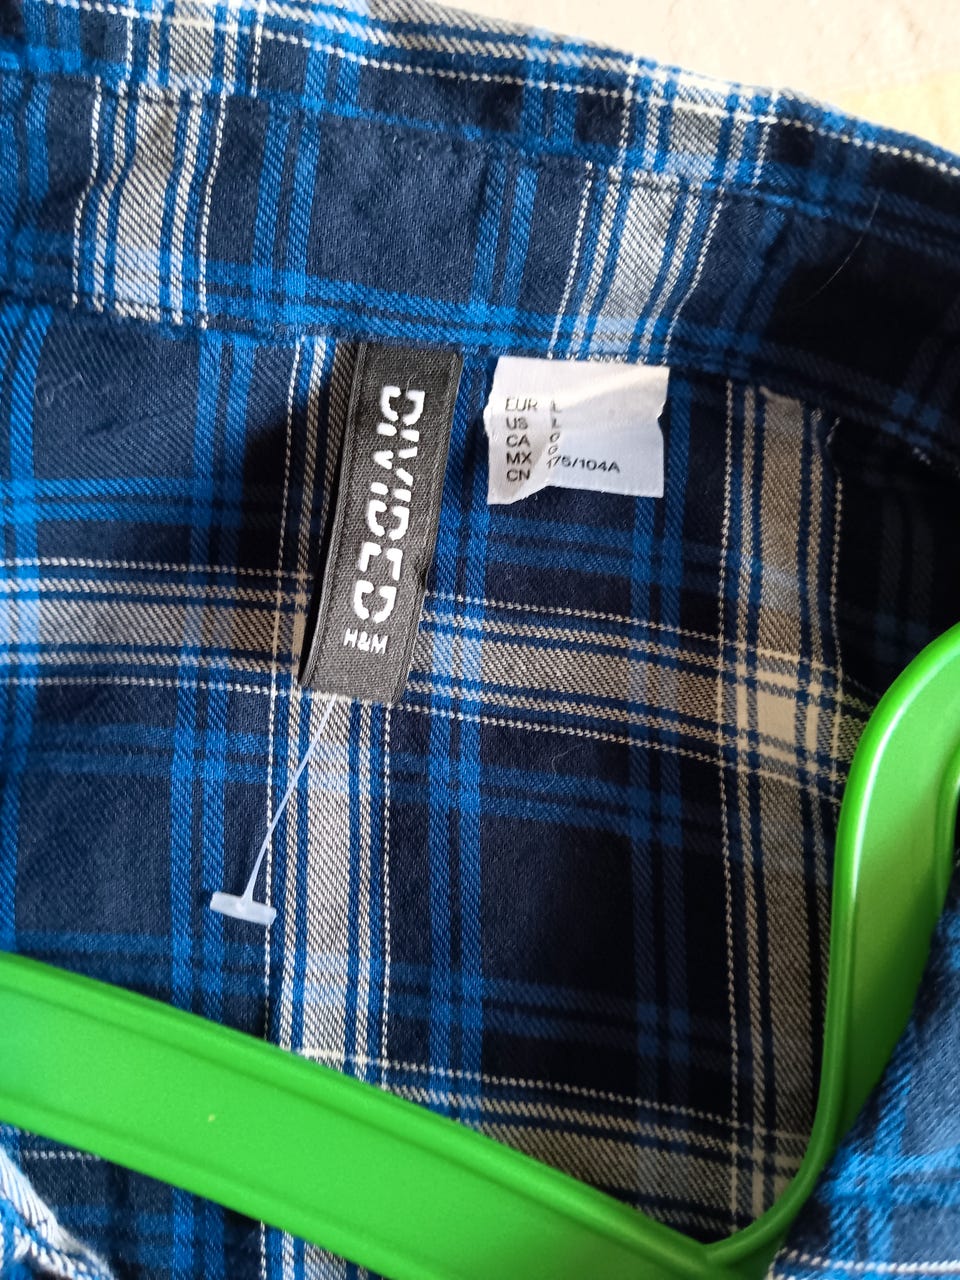 DIVIDED
H&M
EUR L
US L
CA G
MX G
CN 175/104A